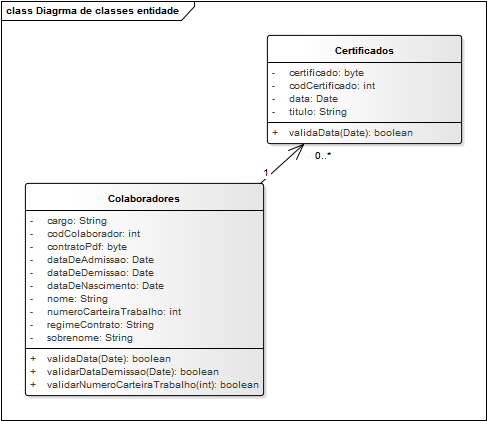 class Diagrma de classes entidade
Certificados
- certificado: byte
- codCertificado: int
- data: Date
- titulo: String
+ validaData(Date): boolean
0..*
1
Colaboradores
- cargo: String
- codColaborador: int
- contratoPdf: byte
- dataDeAdmissao: Date
- dataDeDemissao: Date
- dataDeNascimento: Date
- nome: String
- numeroCarteiraTrabalho: int
- regimeContrato: String
- sobrenome: String
+ validaData(Date): boolean
+ validarDataDemissao(Date): boolean
+ validarNumeroCarteiraTrabalho(int): boolean